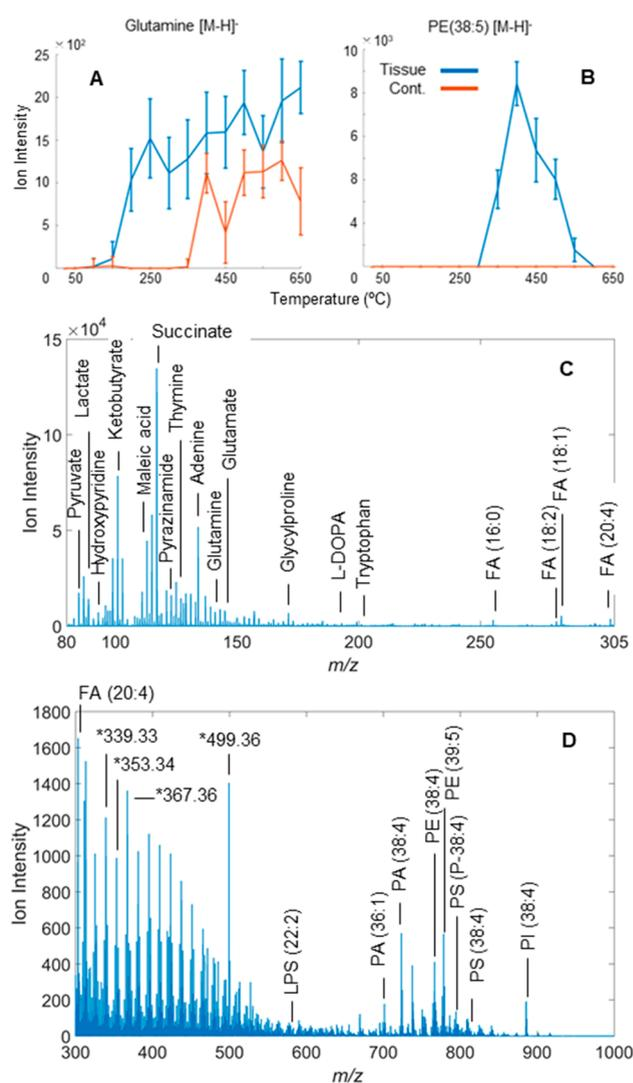 Glutamine [M-H]-
PE(38:5) [M-H]-
× 10²
× 10³
25
20
15
10
5
0
Ion Intensity
A
50
250
450
650
10
8
6
8
4
0
Tissue
Cont.
B
50
250
450
650
Temperature (ºC)
15
×10⁴
10
5
0
Ion Intensity
C
Pyruvate
Lactate
Hydroxypyridine
Ketobutyrate
Maleic acid
Succinate
Pyrazinamide
Thymine
Adenine
Glutamine
Glutamate
Glycylproline
L-DOPA
Tryptophan
FA (16:0)
FA (18:2)
FA (18:1)
FA (20:4)
80
100
150
200
250
305
m/z
FA (20:4)
1800
1600
1400
1200
1000
800
600
400
200
0
Ion Intensity
*339.33
*353.34
*367.36
*499.36
D
LPS (22:2)
PA (36:1)
PA (38:4)
PE (38:4)
PE (39:5)
PS (P-38:4)
PS (38:4)
PI (38:4)
300
400
500
600
700
800
900
1000
m/z